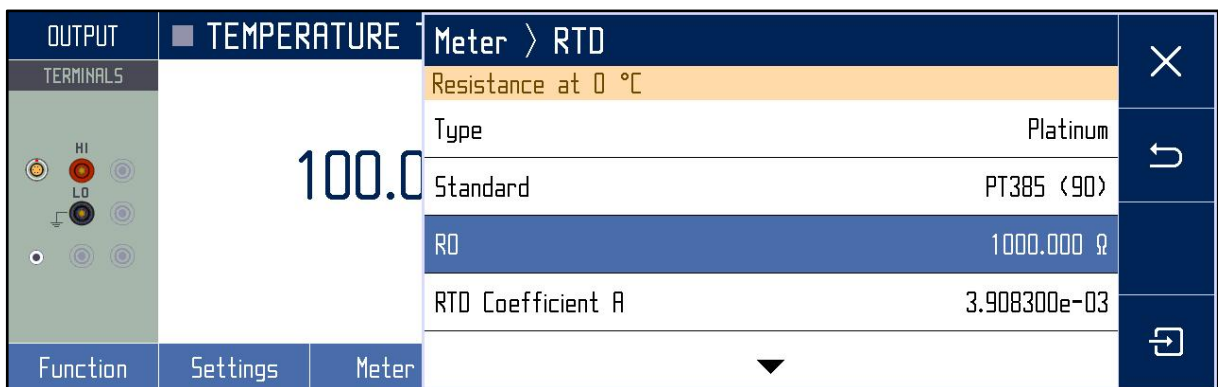 OUTPUT
TEMPERATURE
Meter > RTD
TERMINALS
Resistance at 0 °C
HI
LO
100.0
Type Platinum
Standard PT385 (90)
R0 1000.000 Ω
RTD Coefficient A 3.908300e-03
Function Settings Meter